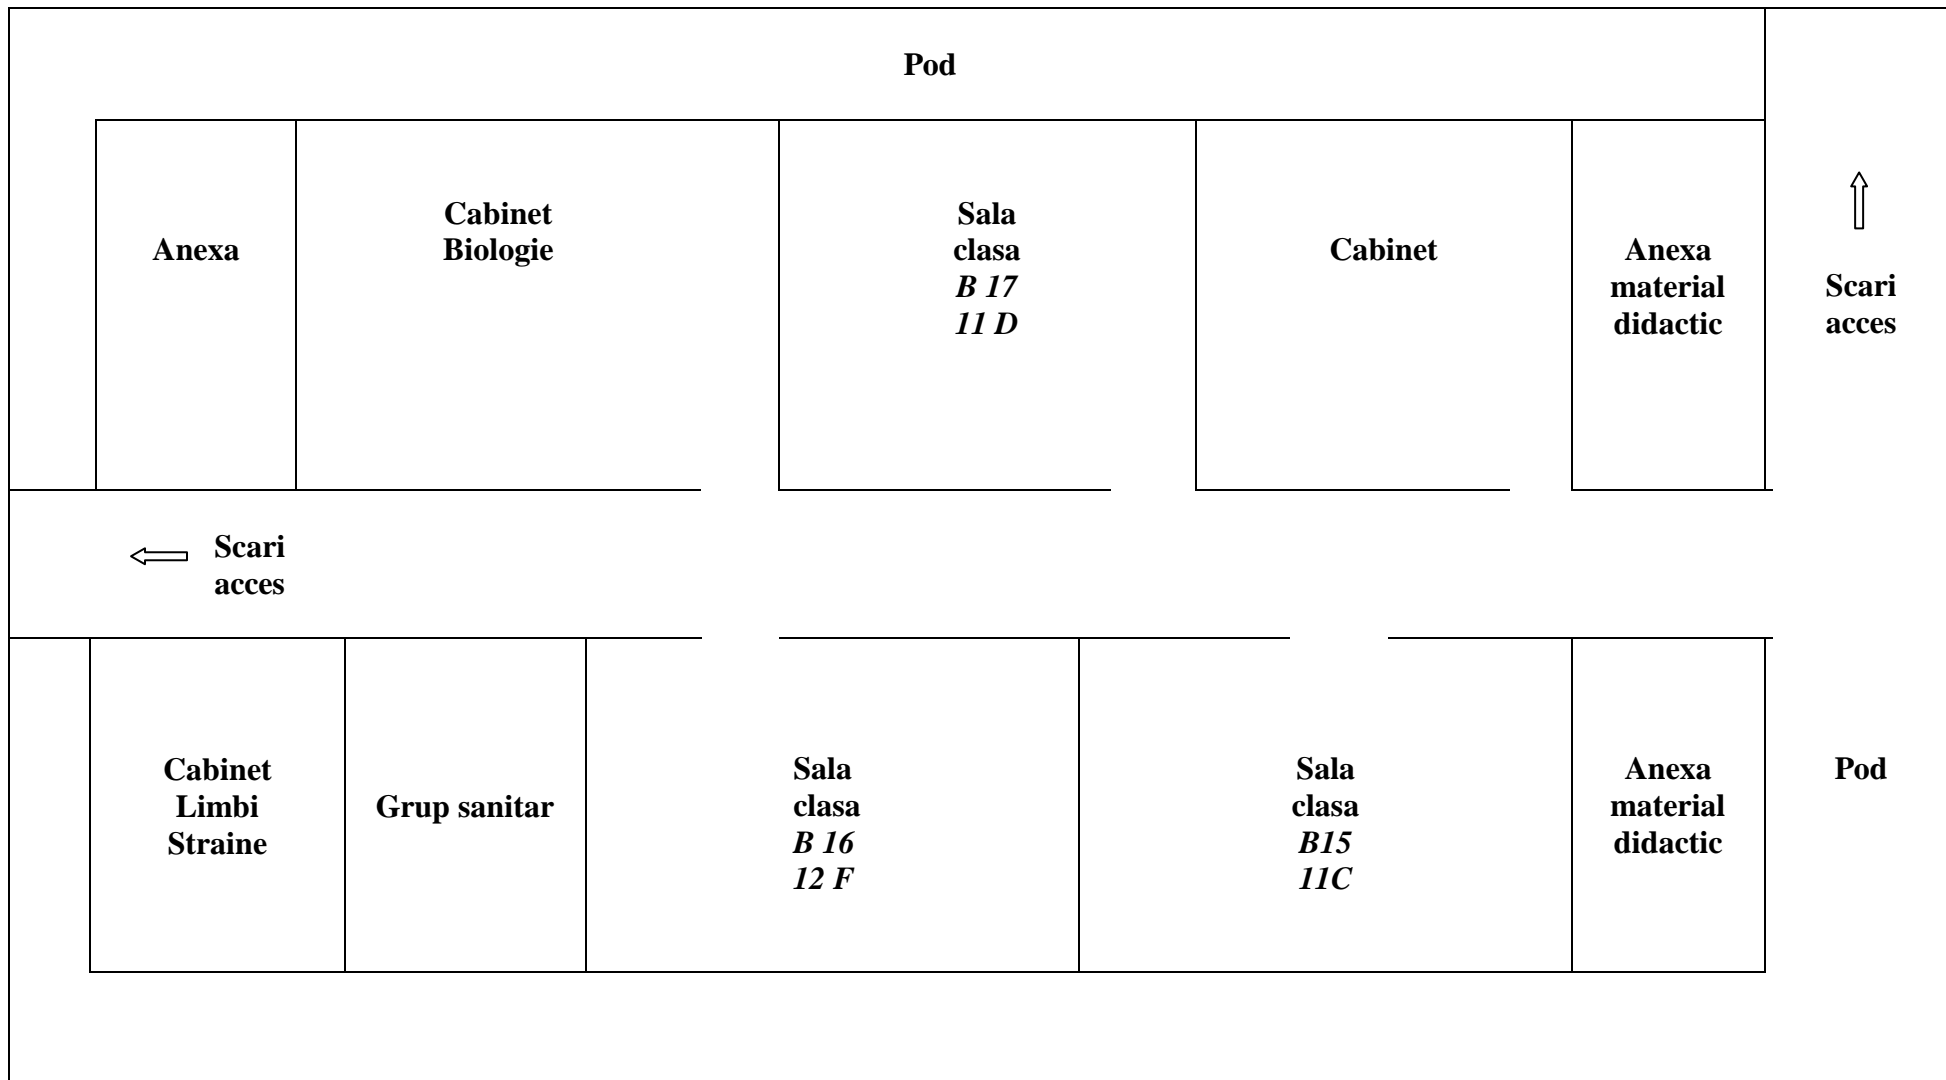 Pod
Anexa
Cabinet
Biologie
Sala
clasa
B 17
11 D
Cabinet
Anexa
material
didactic
Scari
acces
Scari
acces
Cabinet
Limbi
Straine
Grup sanitar
Sala
clasa
B 16
12 F
Sala
clasa
B15
11C
Anexa
material
didactic
Pod